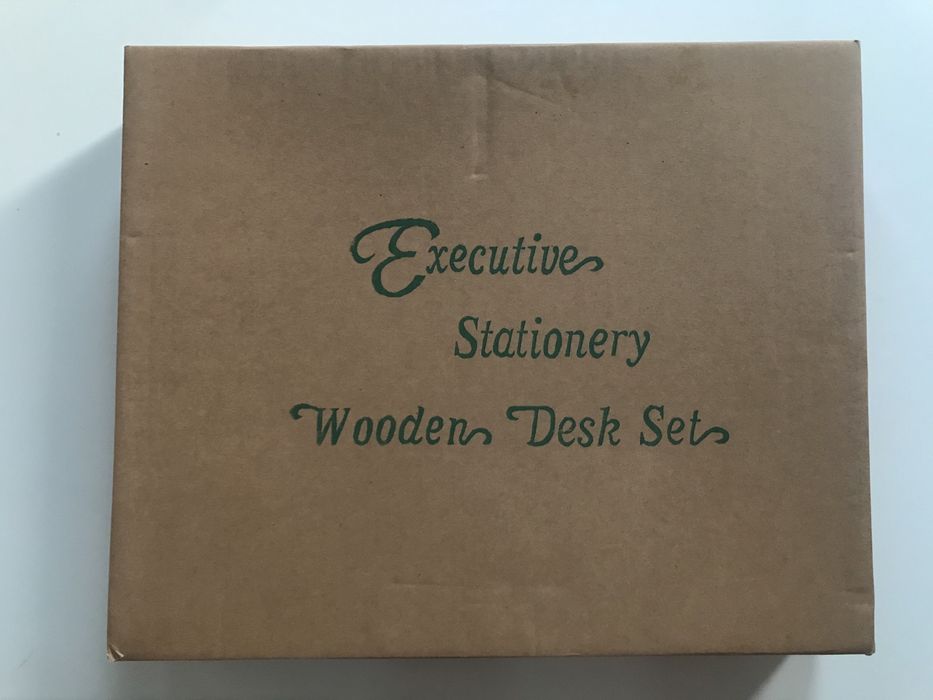 Executive
Stationery
Wooden Desk Set